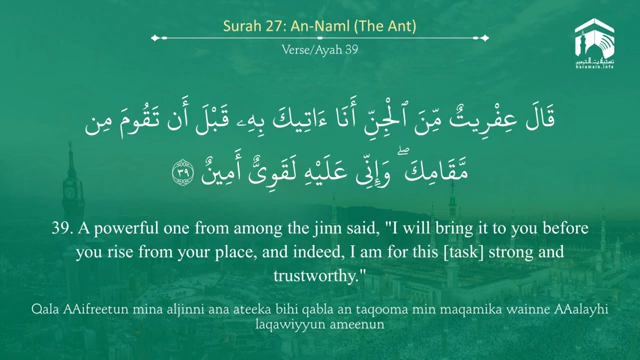 Surah 27: An-Naml (The Ant)
Verse/Ayah 39
haramain.info
قَالَ عِفْرِيتٌ مِّنَ ٱلْجِنِّ أَنَا۠ ءَاتِيكَ بِهِۦ قَبْلَ أَن تَقُومَ مِن
مَّقَامِكَ ۖ وَإِنِّى عَلَيْهِ لَقَوِىٌّ أَمِينٌ ٣٩
39. A powerful one from among the jinn said, "I will bring it to you before
you rise from your place, and indeed, I am for this [task] strong and
trustworthy."
Qala AAifreetun mina aljinni ana ateeka bihi qabla an taqooma min maqamika wainne AAalayhi
laqawiyyun ameenun